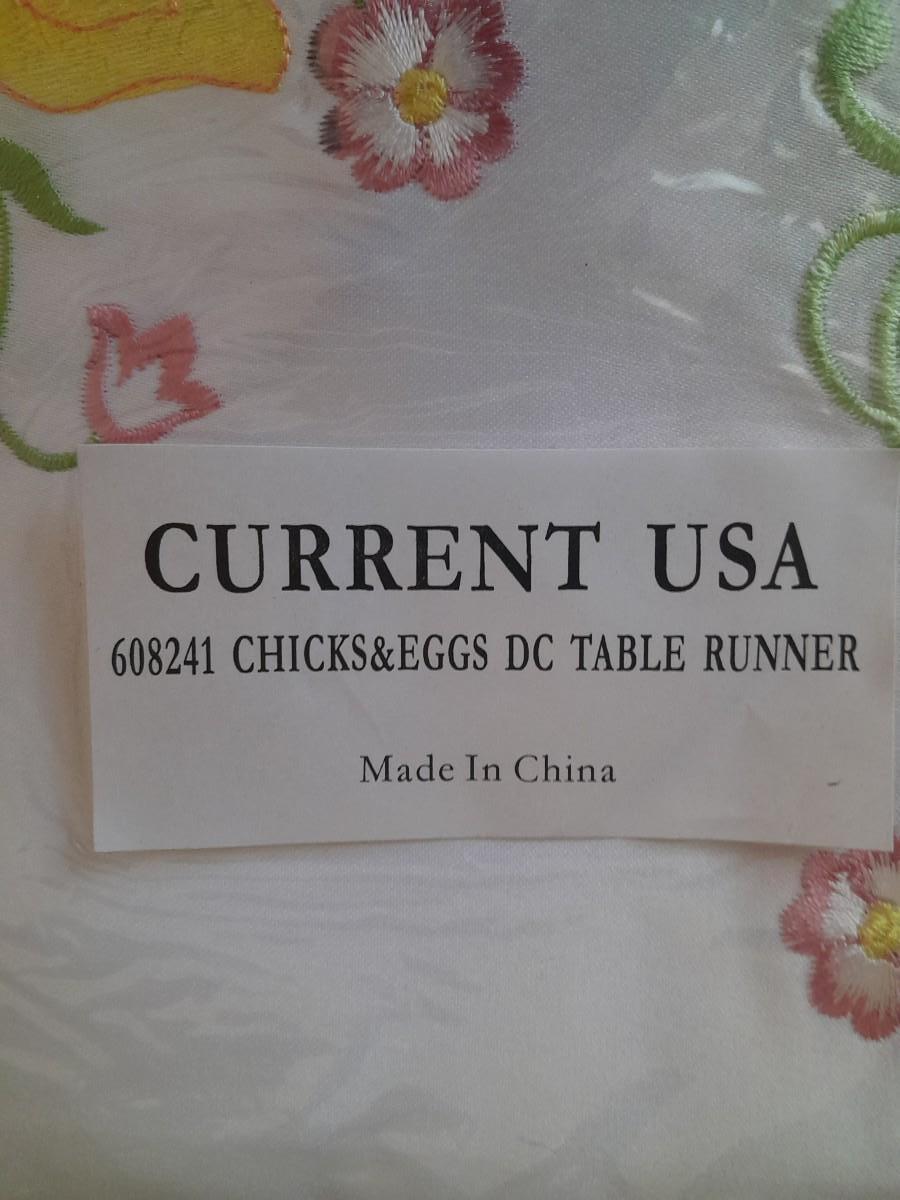 CURRENT USA
608241 CHICKS&EGGS DC TABLE RUNNER
Made In China